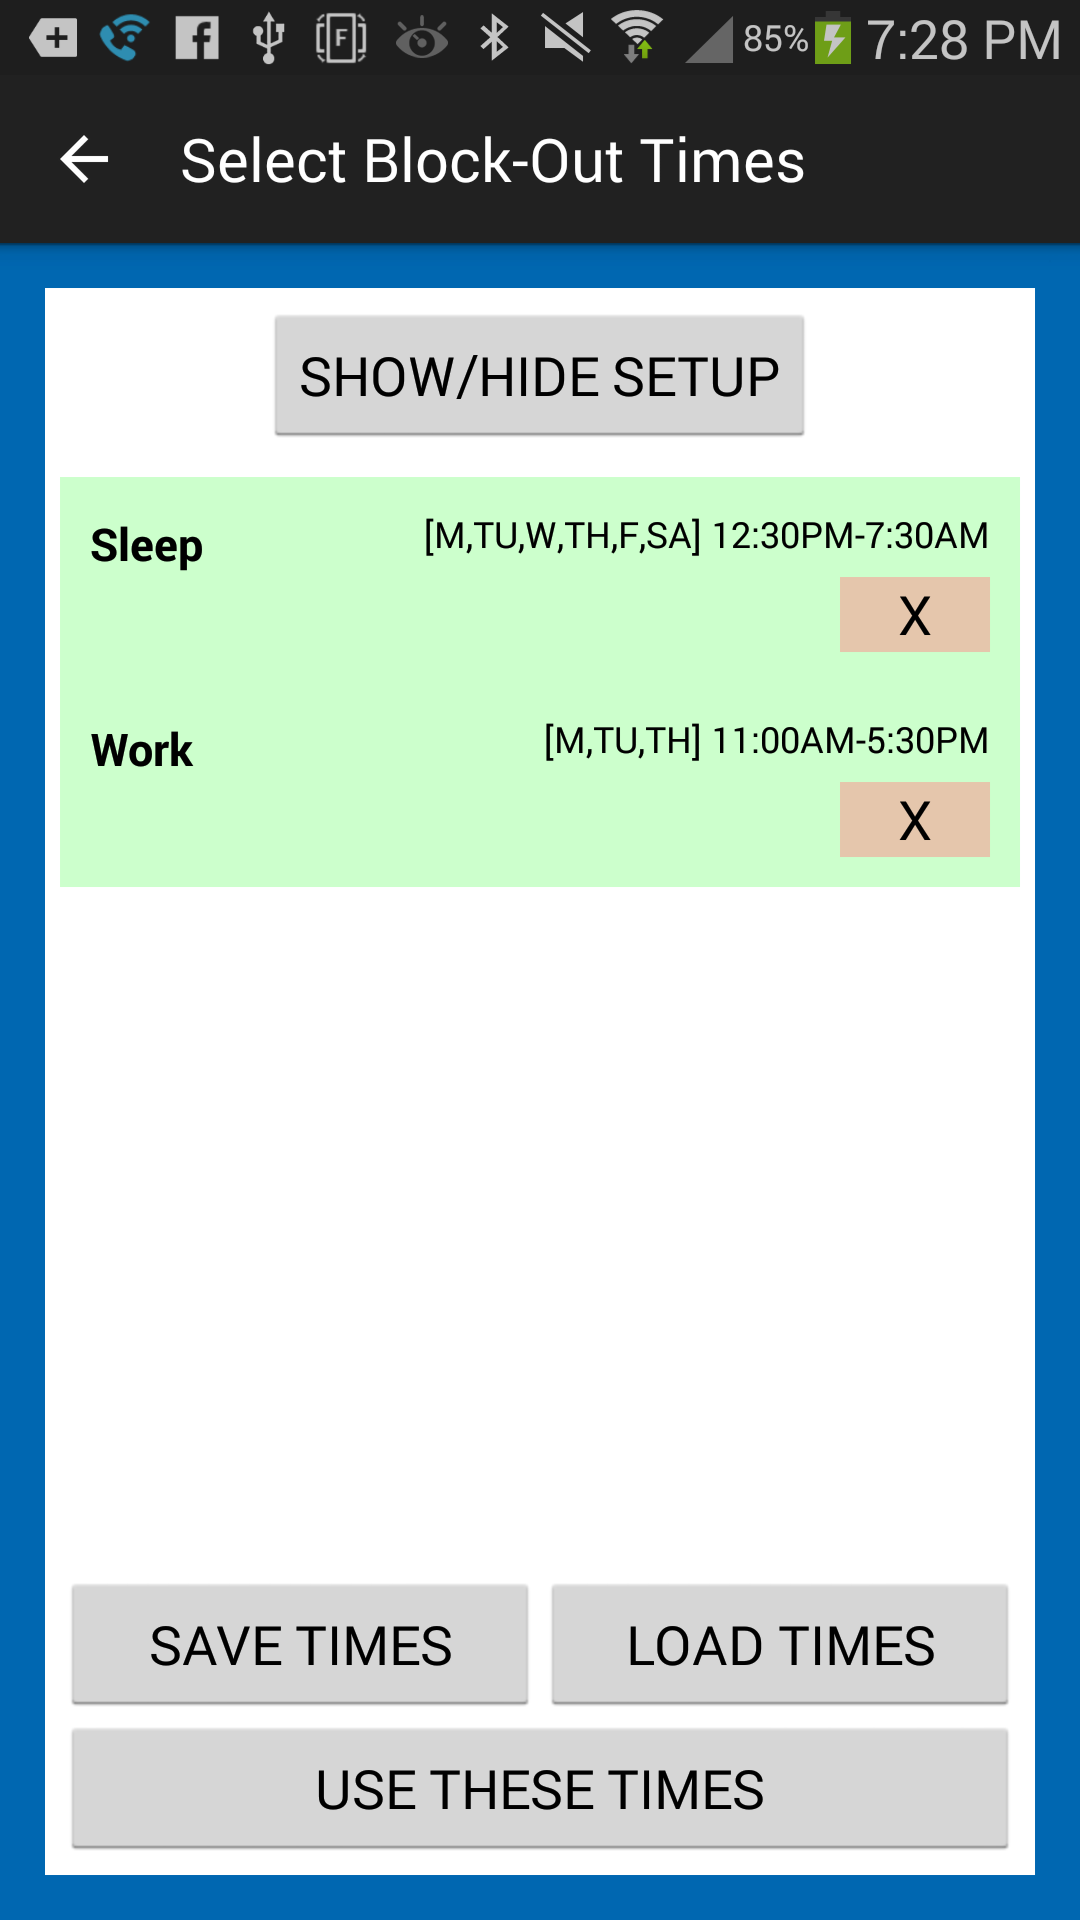 85% 7:28 PM
Select Block-Out Times
SHOW/HIDE SETUP
Sleep [M,TU,W,TH,F,SA] 12:30PM-7:30AM
X
Work [M,TU,TH] 11:00AM-5:30PM
X
SAVE TIMES LOAD TIMES
USE THESE TIMES